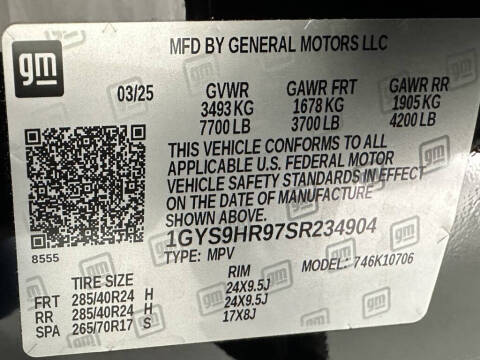 gm
MFD BY GENERAL MOTORS LLC
03/25 GVWR GAWR FRT GAWR RR
3493 KG 1678 KG 1905 KG
7700 LB 3700 LB 4200 LB
THIS VEHICLE CONFORMS TO ALL
APPLICABLE U.S. FEDERAL MOTOR
VEHICLE SAFETY STANDARDS IN EFFECT
ON THE DATE OF MANUFACTURE
SHOWN ABOVE.
8555 1GYS9HR97SR234904
TYPE: MPV MODEL: 746K10706
TIRE SIZE RIM
FRT 285/40R24 H 24X9.5J
RR 285/40R24 H 24X9.5J
SPA 265/70R17 S 17X8J